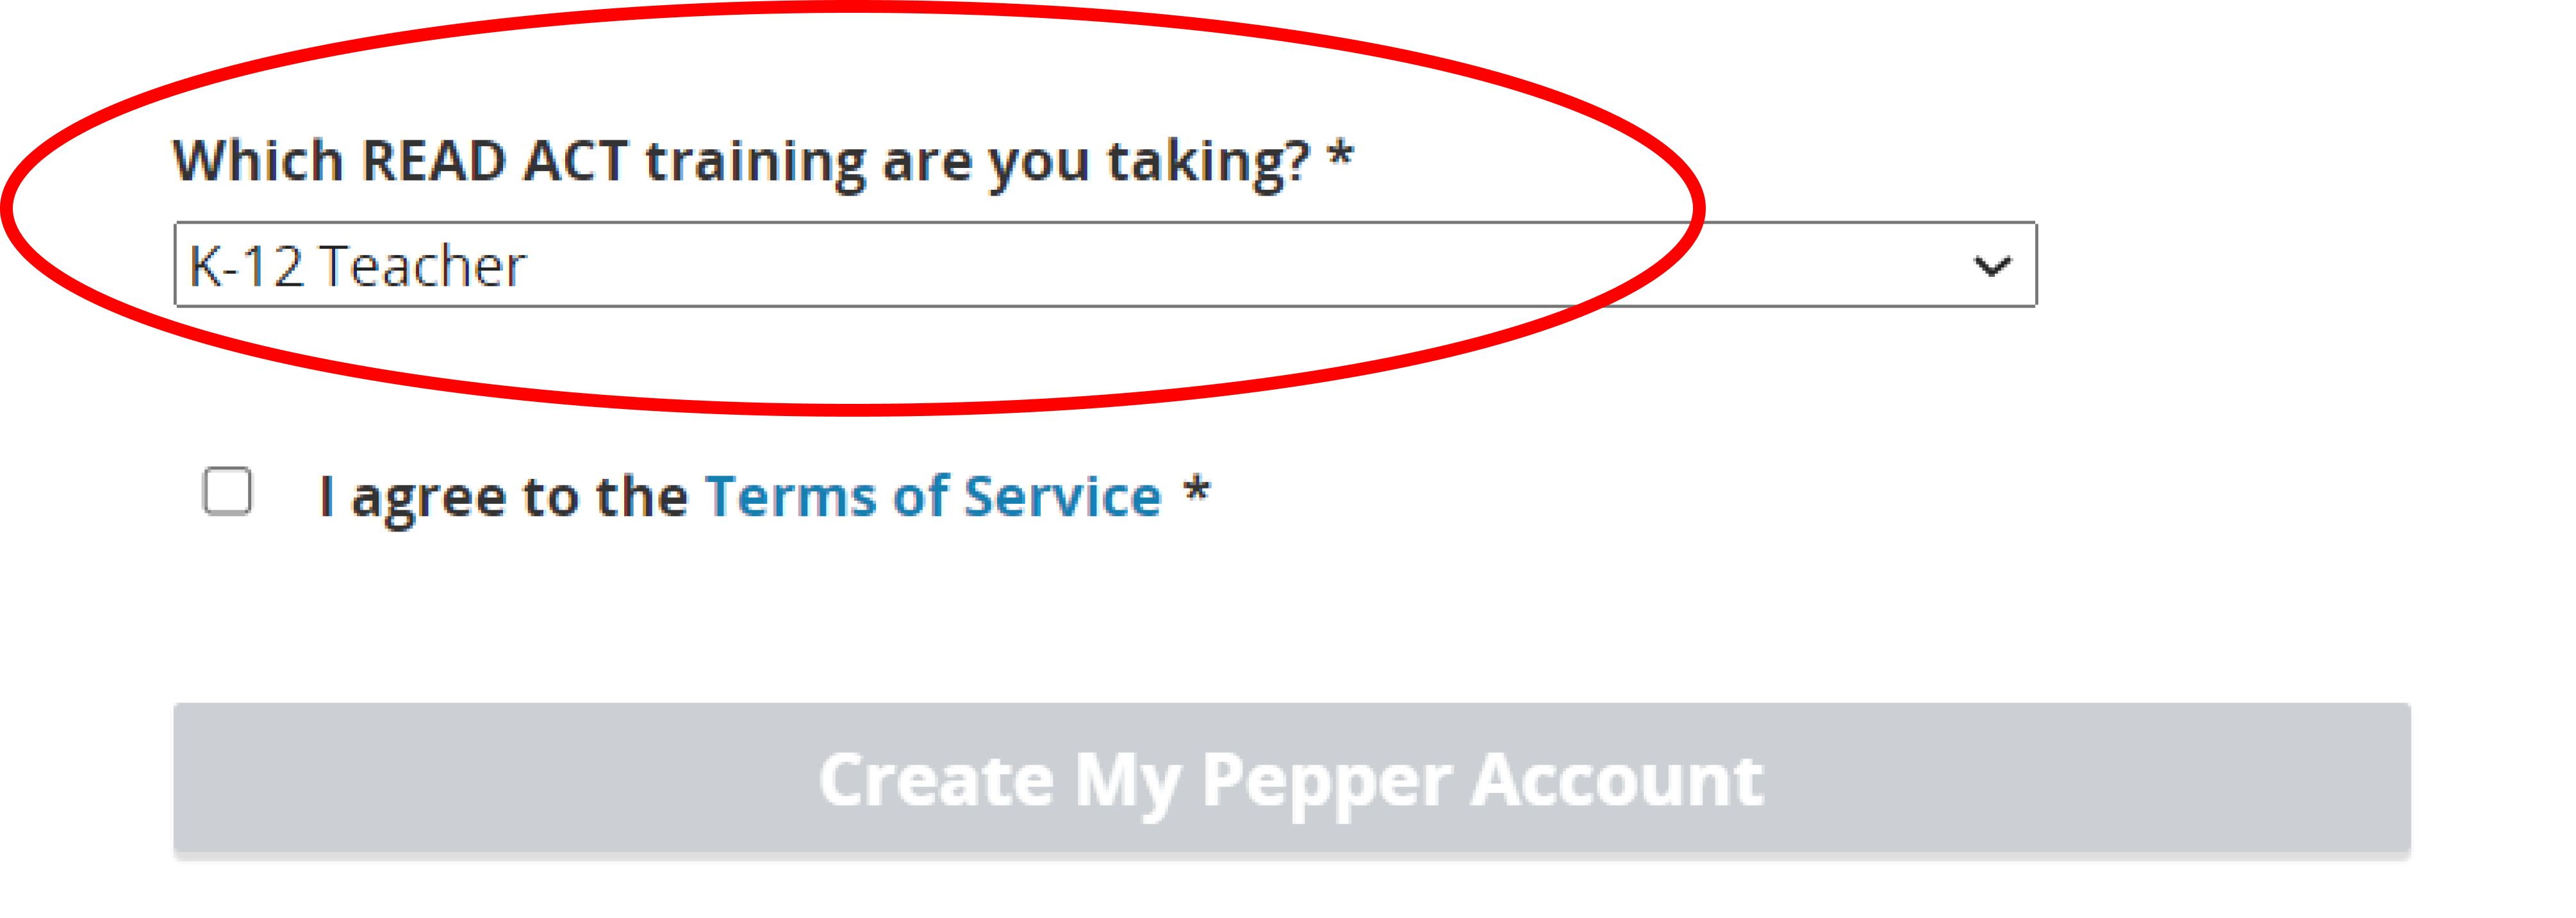 Which READ ACT training are you taking? *
K-12 Teacher
I agree to the Terms of Service *
Create My Pepper Account